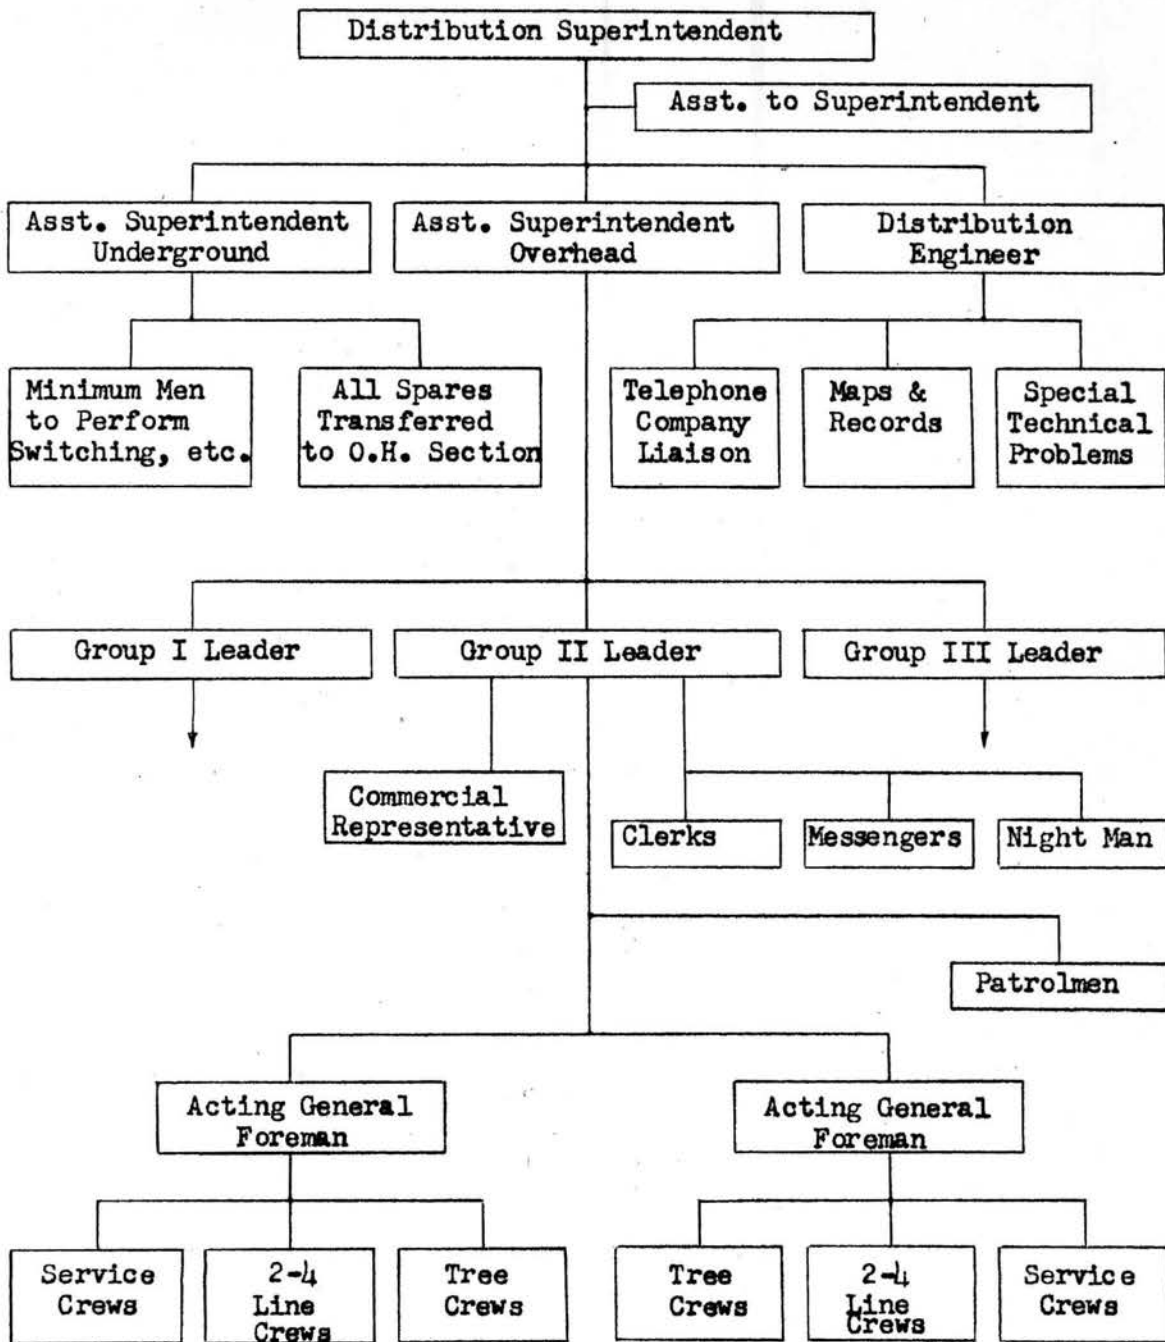 Distribution Superintendent
Asst. to Superintendent
Asst. Superintendent
Underground
Asst. Superintendent
Overhead
Distribution
Engineer
Minimum Men
to Perform
Switching, etc.
All Spares
Transferred
to O.H. Section
Telephone
Company
Liaison
Maps &
Records
Special
Technical
Problems
Group I Leader
Group II Leader
Group III Leader
Commercial
Representative
Clerks
Messengers
Night Man
Patrolmen
Acting General
Foreman
Acting General
Foreman
Service
Crews
2-4
Line
Crews
Tree
Crews
Tree
Crews
2-4
Line
Crews
Service
Crews